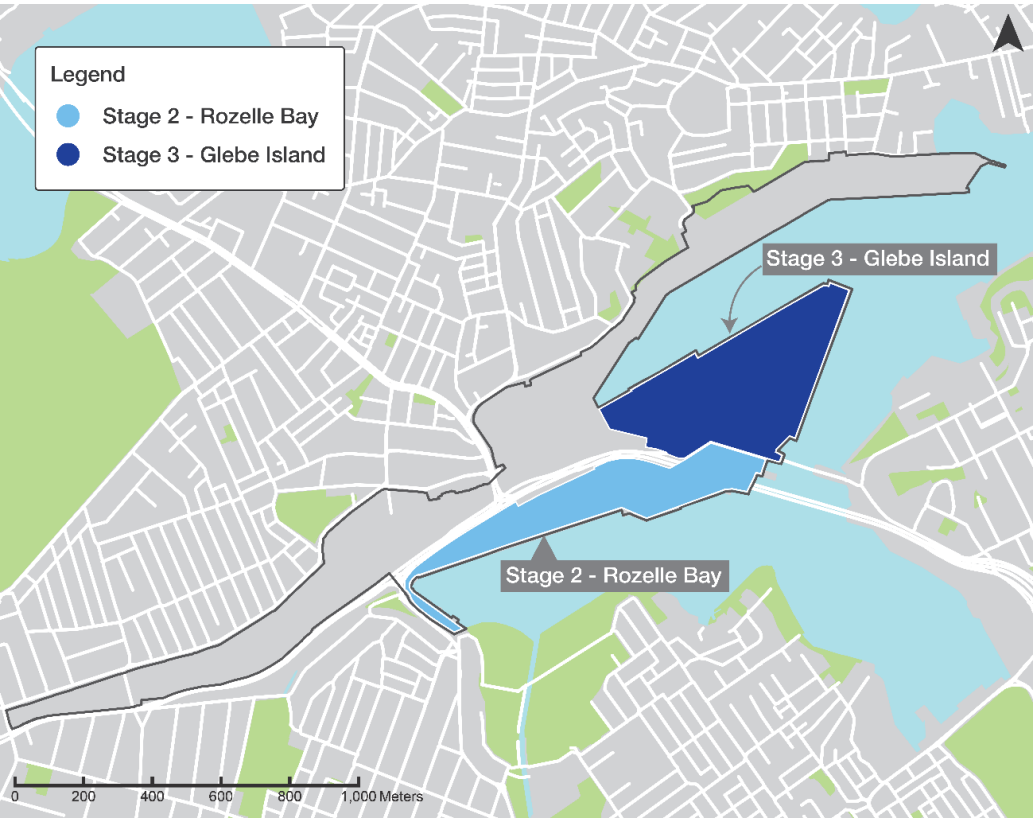 Legend
Stage 2 - Rozelle Bay
Stage 3 - Glebe Island
Stage 3 - Glebe Island
Stage 2 - Rozelle Bay
0 200 400 600 800 1,000 Meters